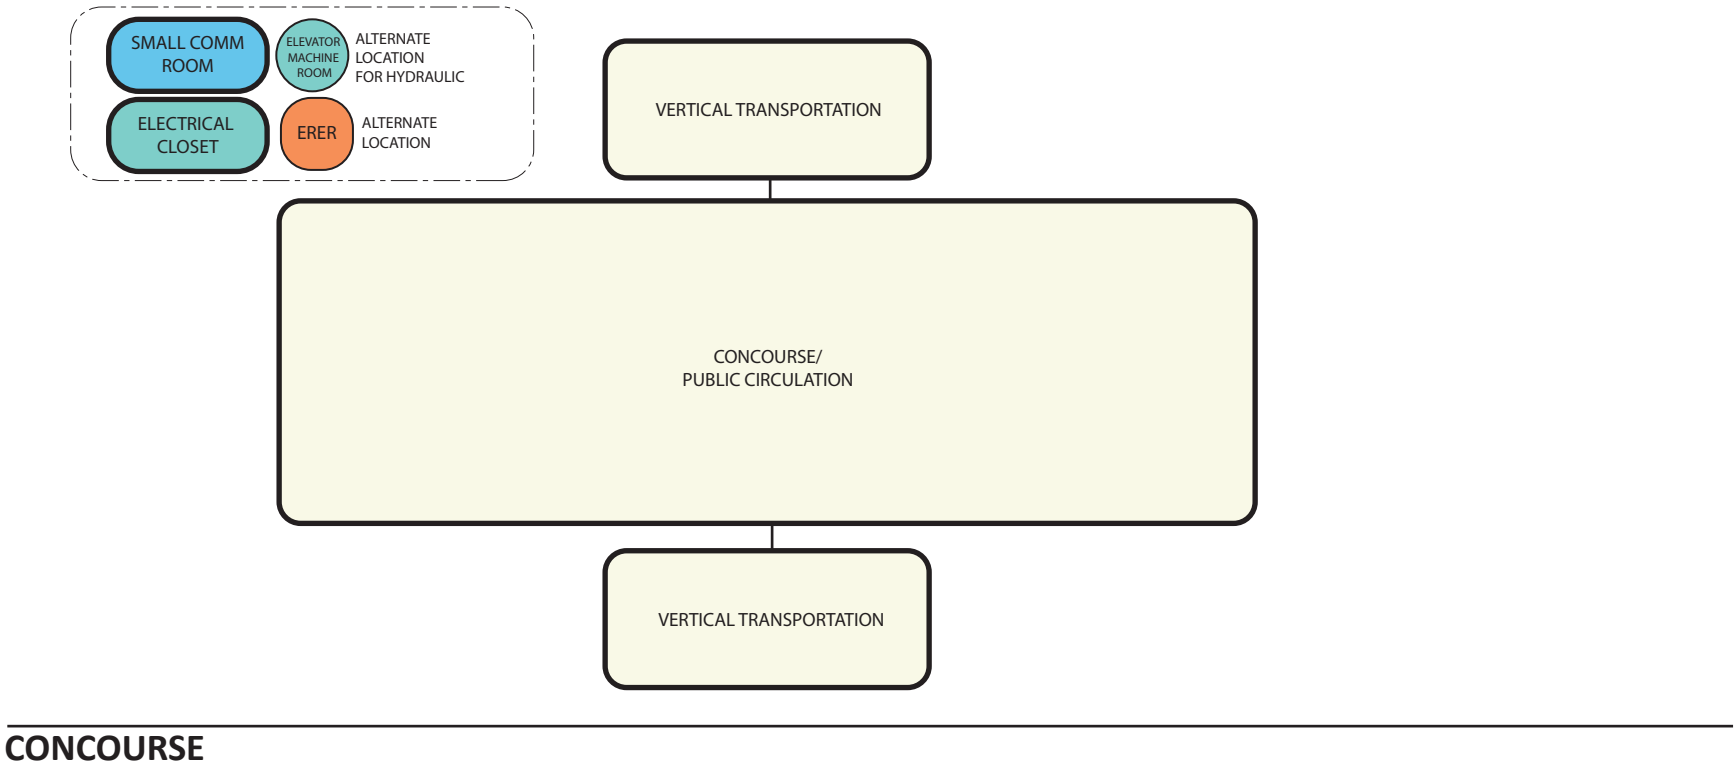 SMALL COMM
ROOM
ELEVATOR
MACHINE
ROOM
ALTERNATE
LOCATION
FOR HYDRAULIC
ELECTRICAL
CLOSET
ERER
ALTERNATE
LOCATION
VERTICAL TRANSPORTATION
CONCOURSE/
PUBLIC CIRCULATION
VERTICAL TRANSPORTATION
CONCOURSE